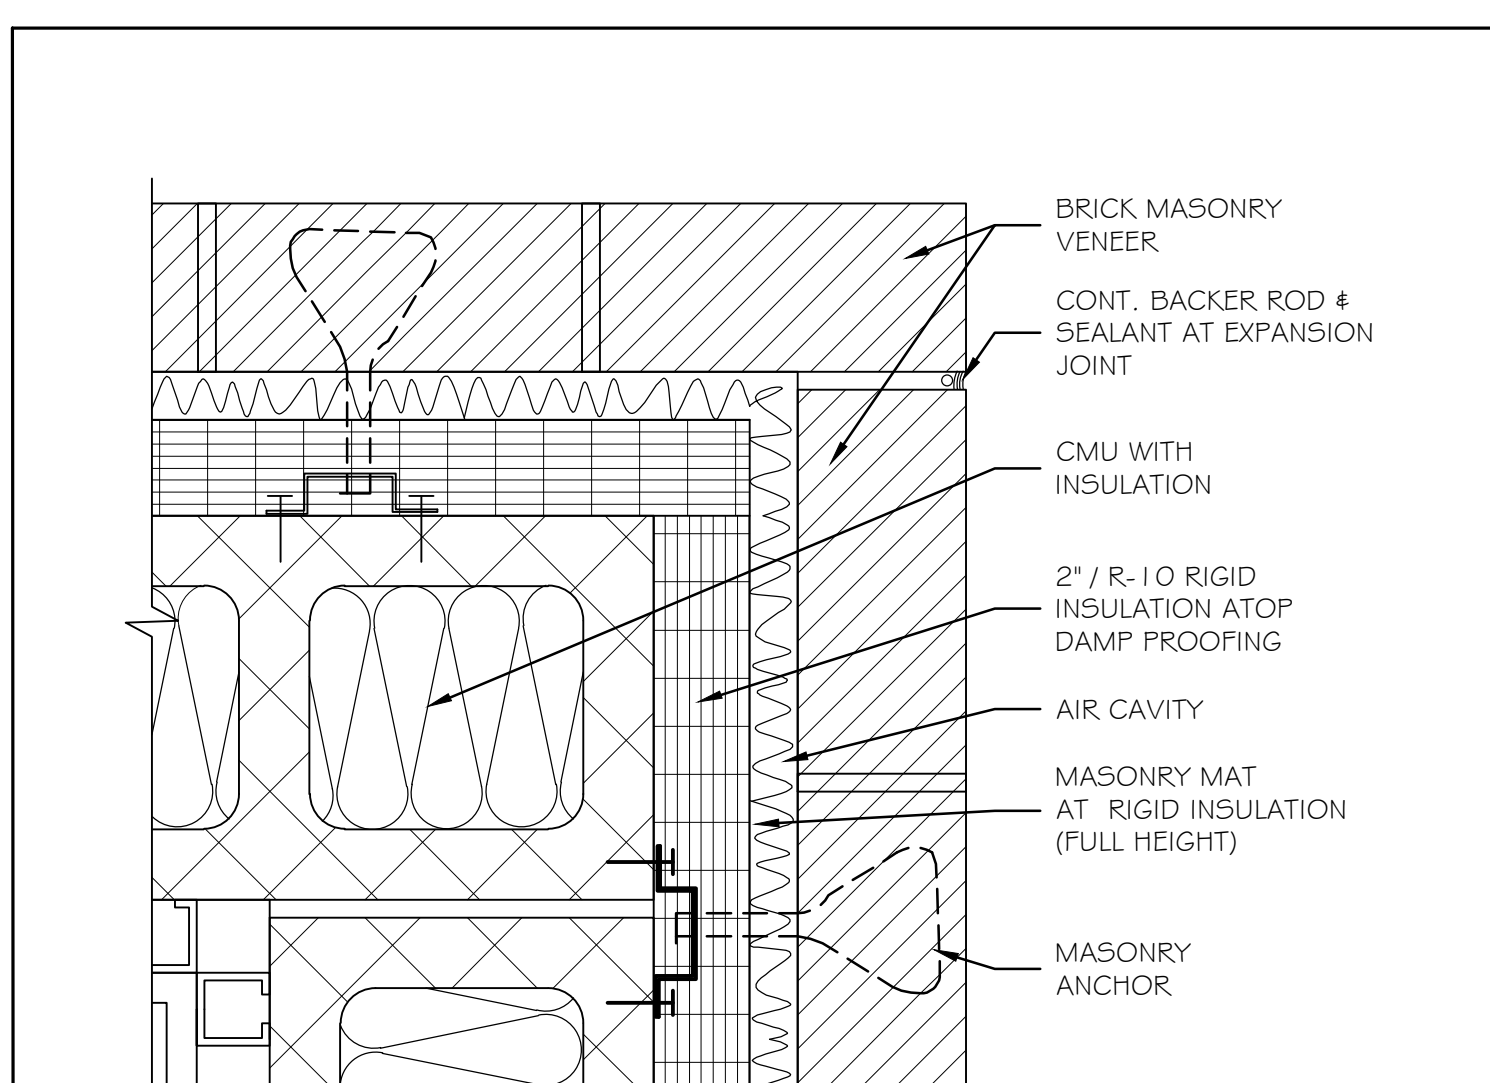 BRICK MASONRY
VENEER
CONT. BACKER ROD &
SEALANT AT EXPANSION
JOINT
CMU WITH
INSULATION
2" / R-10 RIGID
INSULATION ATOP
DAMP PROOFING
AIR CAVITY
MASONRY MAT
AT RIGID INSULATION
(FULL HEIGHT)
MASONRY
ANCHOR